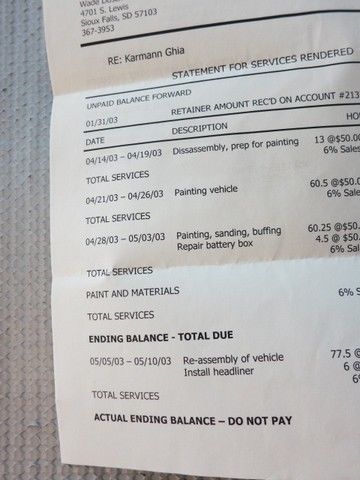 Wade
4701 S. Lewis
Sioux Falls, SD 57103
367-3953
RE: Karmann Ghia
STATEMENT FOR SERVICES RENDERED
UNPAID BALANCE FORWARD
01/31/03 RETAINER AMOUNT REC'D ON ACCOUNT #213
DATE DESCRIPTION HO
04/14/03 – 04/19/03 Dissassembly, prep for painting 13 @$50.0
6% Sales
TOTAL SERVICES
04/21/03 – 04/26/03 Painting vehicle 60.5 @$50.0
6% Sale
TOTAL SERVICES
04/28/03 – 05/03/03 Painting, sanding, buffing 60.25 @$50.
Repair battery box 4.5 @ $50.
6% Sale
TOTAL SERVICES
PAINT AND MATERIALS 6% S
TOTAL SERVICES
ENDING BALANCE - TOTAL DUE
05/05/03 – 05/10/03 Re-assembly of vehicle 77.5 @
Install headliner 6 @
6%
TOTAL SERVICES
ACTUAL ENDING BALANCE – DO NOT PAY